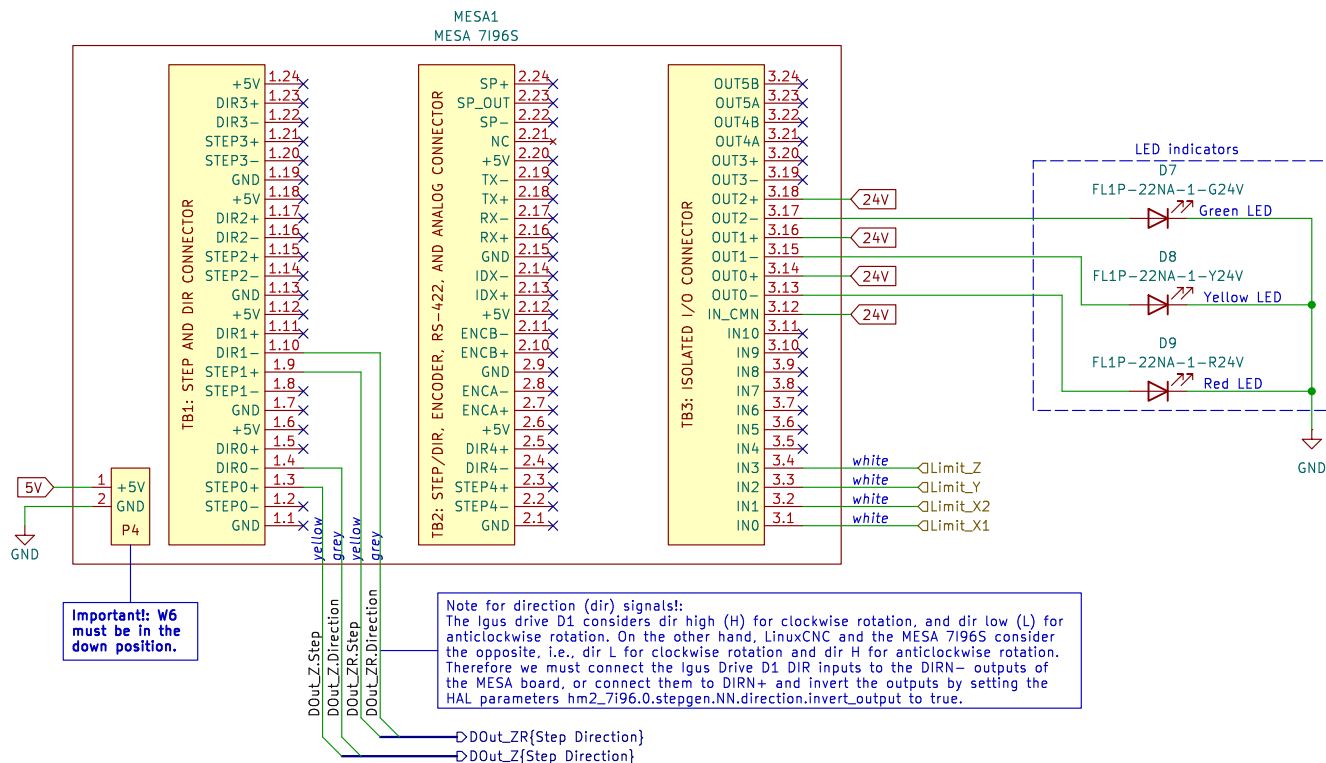 MESA1
MESA 7I96S
TB1: STEP AND DIR CONNECTOR
+5V 1.24
DIR3+ 1.23
DIR3- 1.22
STEP3+ 1.21
STEP3- 1.20
GND 1.19
+5V 1.18
DIR2+ 1.17
DIR2- 1.16
STEP2+ 1.15
STEP2- 1.14
GND 1.13
+5V 1.12
DIR1+ 1.11
DIR1- 1.10
STEP1+ 1.9
STEP1- 1.8
GND 1.7
+5V 1.6
DIR0+ 1.5
DIR0- 1.4
STEP0+ 1.3
STEP0- 1.2
GND 1.1
TB2: STEP/DIR, ENCODER, RS-422, AND ANALOG CONNECTOR
SP+ 2.24
SP_OUT 2.23
SP- 2.22
NC 2.21
+5V 2.20
TX- 2.19
TX+ 2.18
RX- 2.17
RX+ 2.16
GND 2.15
IDX- 2.14
IDX+ 2.13
+5V 2.12
ENCB- 2.11
ENCB+ 2.10
GND 2.9
ENCA- 2.8
ENCA+ 2.7
+5V 2.6
DIR4+ 2.5
DIR4- 2.4
STEP4+ 2.3
STEP4- 2.2
GND 2.1
TB3: ISOLATED I/O CONNECTOR
OUT5B 3.24
OUT5A 3.23
OUT4B 3.22
OUT4A 3.21
OUT3+ 3.20
OUT3- 3.19
OUT2+ 3.18 24V
OUT2- 3.17
OUT1+ 3.16 24V
OUT1- 3.15
OUT0+ 3.14 24V
OUT0- 3.13
IN_CMN 3.12 24V
IN10 3.11
IN9 3.10
IN8 3.9
IN7 3.8
IN6 3.7
IN5 3.6
IN4 3.5
IN3 3.4 white Limit_Z
IN2 3.3 white Limit_Y
IN1 3.2 white Limit_X2
IN0 3.1 white Limit_X1
LED indicators
D7
FL1P-22NA-1-G24V
Green LED
D8
FL1P-22NA-1-Y24V
Yellow LED
D9
FL1P-22NA-1-R24V
Red LED
GND
5V 1 +5V
2 GND
P4
GND
Important!: W6
must be in the
down position.
yellow
grey
yellow
grey
DOut_Z.Step
DOut_Z.Direction
DOut_ZR.Step
DOut_ZR.Direction
Note for direction (dir) signals!:
The Igus drive D1 considers dir high (H) for clockwise rotation, and dir low (L) for
anticlockwise rotation. On the other hand, LinuxCNC and the MESA 7I96S consider
the opposite, i.e., dir L for clockwise rotation and dir H for anticlockwise rotation.
Therefore we must connect the Igus Drive D1 DIR inputs to the DIRN- outputs of
the MESA board, or connect them to DIRN+ and invert the outputs by setting the
HAL parameters hm2_7i96.0.stepgen.NN.direction.invert_output to true.
DOut_ZR{Step Direction}
DOut_Z{Step Direction}